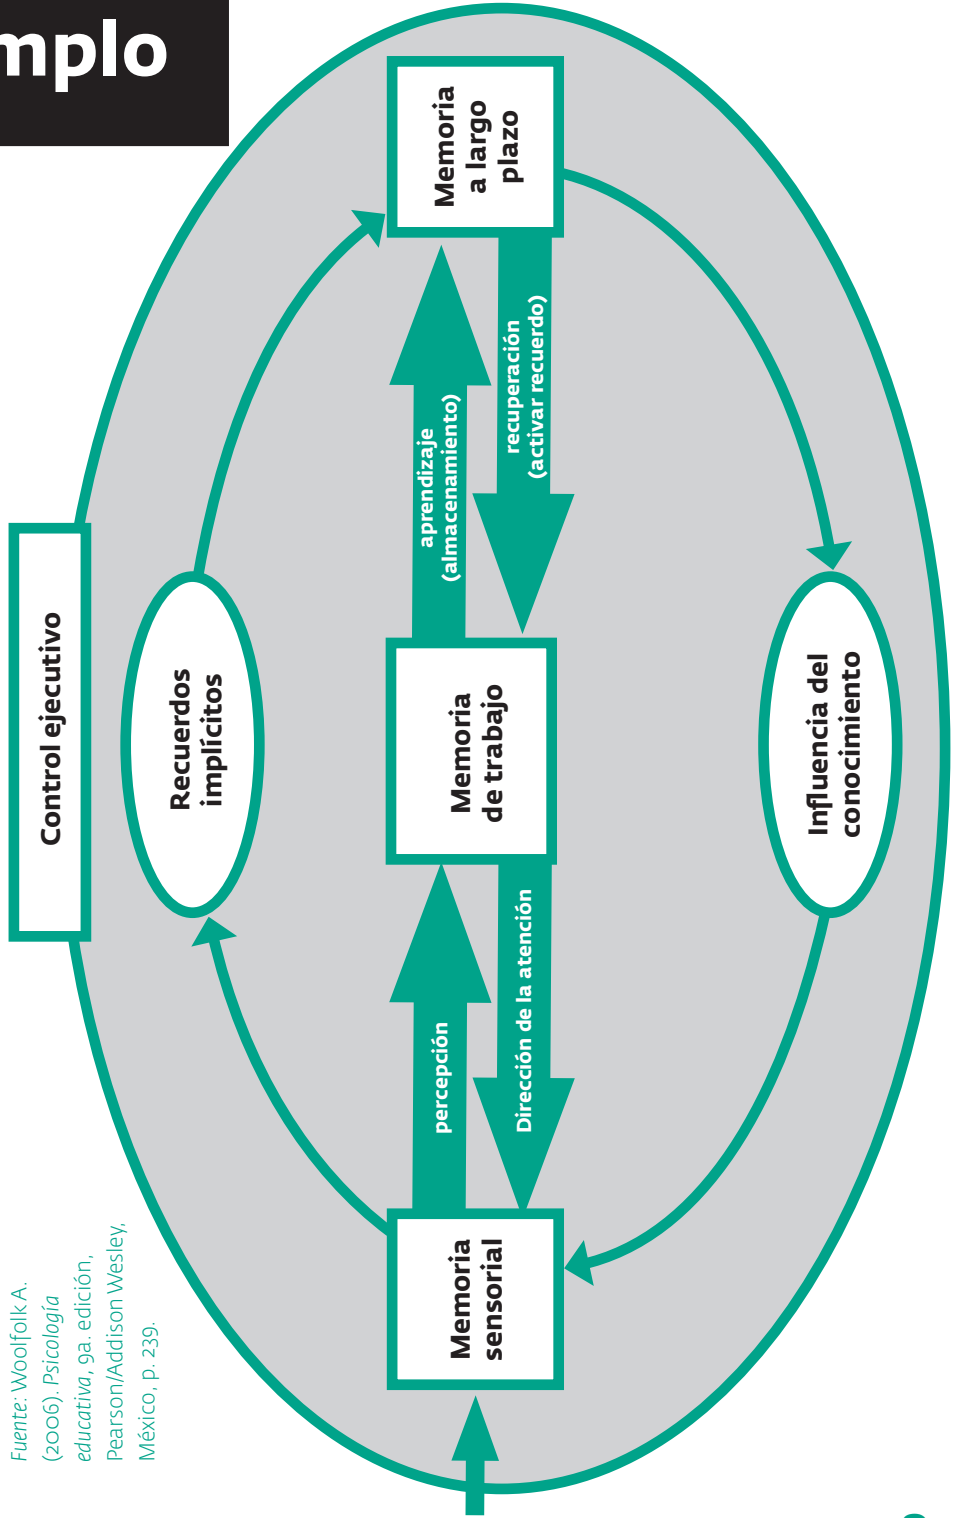 mplo
Control ejecutivo
Recuerdos
implícitos
Memoria
sensorial
percepción
Dirección de la atención
Memoria
de trabajo
aprendizaje
(almacenamiento)
recuperación
(activar recuerdo)
Memoria
a largo
plazo
Influencia del
conocimiento
Fuente: Woolfolk A.
(2006). Psicología
educativa, 9a. edición,
Pearson/Addison Wesley,
México, p. 239.